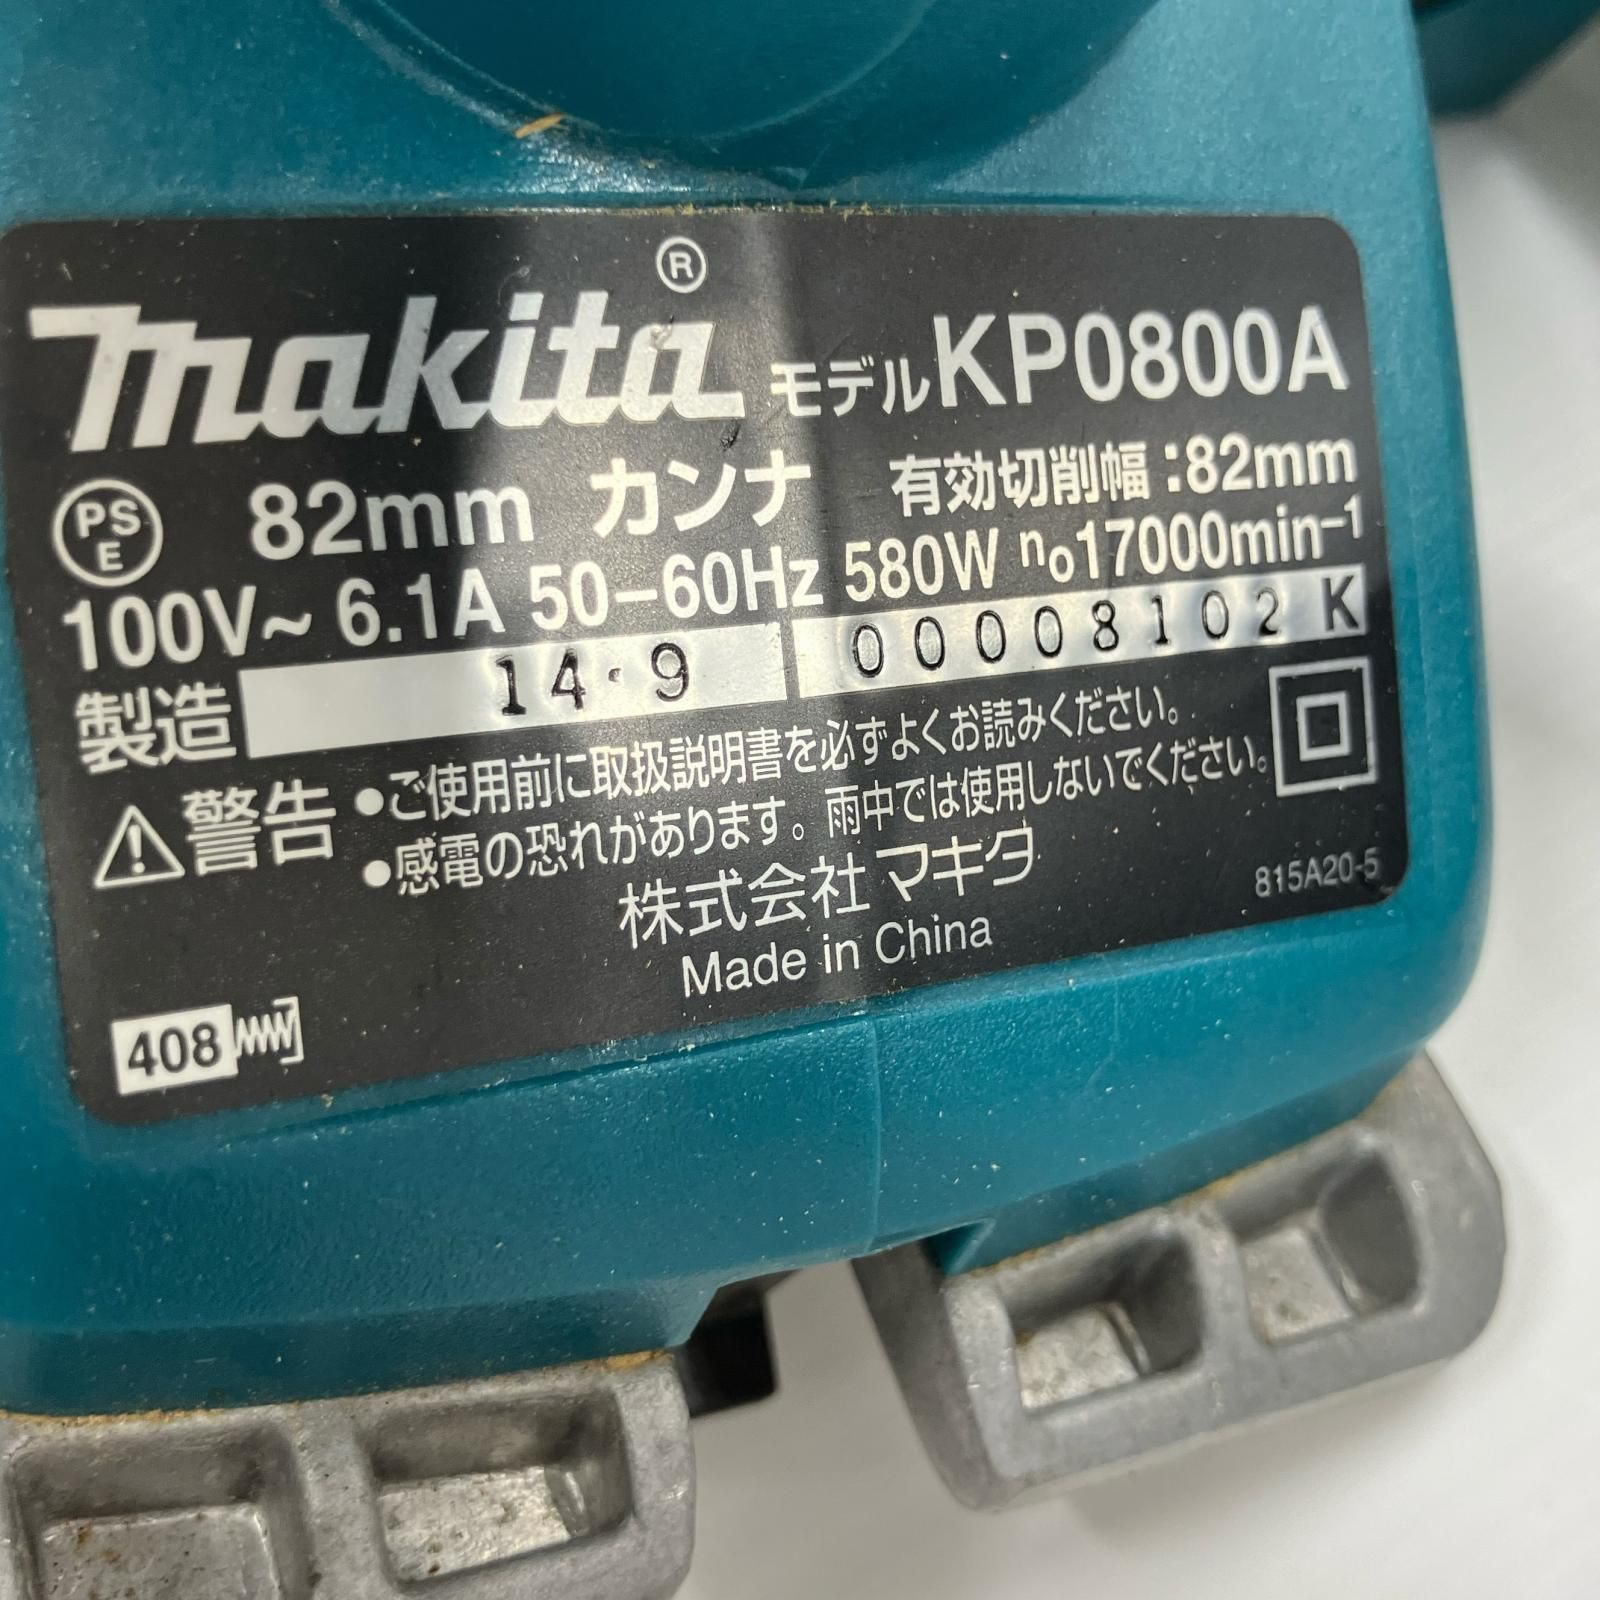 makita® モデルKP0800A
PSE 82mm カンナ 有効切削幅:82mm
100V~ 6.1A 50-60Hz 580W n₀17000min⁻¹
製造 14.9 00008102 K
⚠警告 ●ご使用前に取扱説明書を必ずよくお読みください。
●感電の恐れがあります。雨中では使用しないでください。
株式会社マキタ
815A20-5
Made in China
408